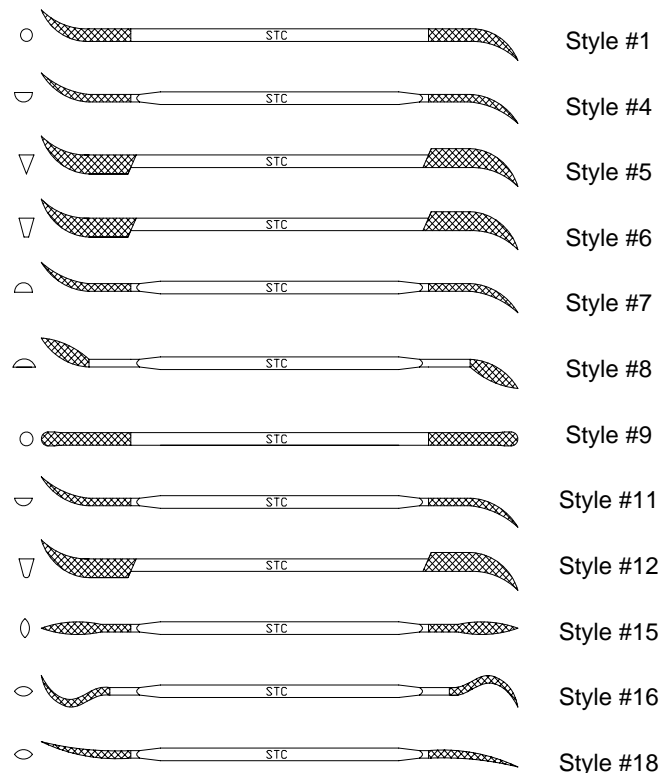 STC Style #1
STC Style #4
STC Style #5
STC Style #6
STC Style #7
STC Style #8
STC Style #9
STC Style #11
STC Style #12
STC Style #15
STC Style #16
STC Style #18